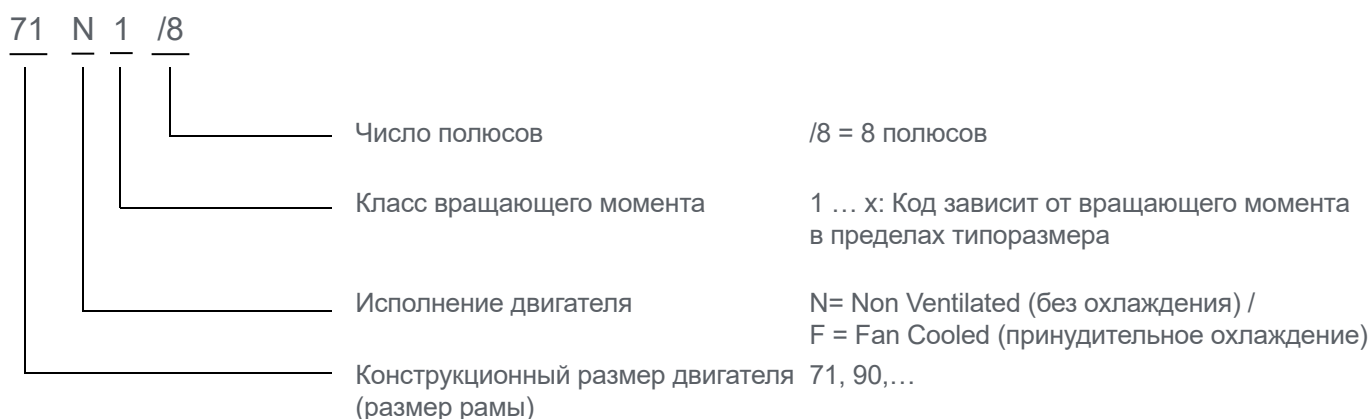 71 N 1 /8
Число полюсов /8 = 8 полюсов
Класс вращающего момента 1 … x: Код зависит от вращающего момента
в пределах типоразмера
Исполнение двигателя N= Non Ventilated (без охлаждения) /
F = Fan Cooled (принудительное охлаждение)
Конструкционный размер двигателя 71, 90,…
(размер рамы)